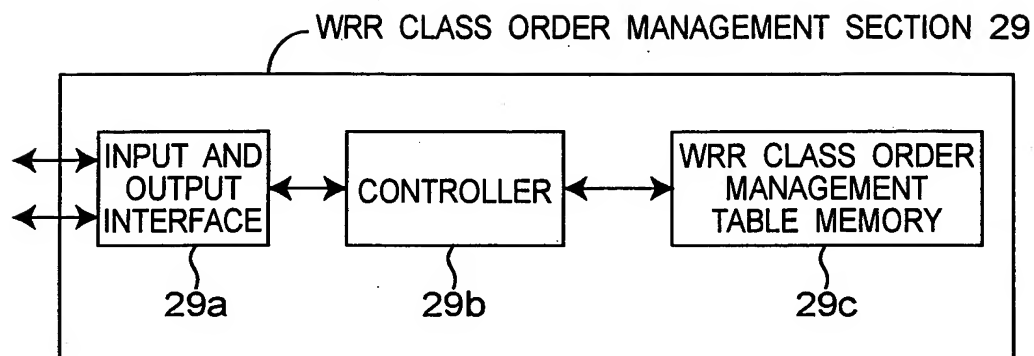 WRR CLASS ORDER MANAGEMENT SECTION 29
INPUT AND
OUTPUT
INTERFACE
CONTROLLER
WRR CLASS ORDER
MANAGEMENT
TABLE MEMORY
29a
29b
29c